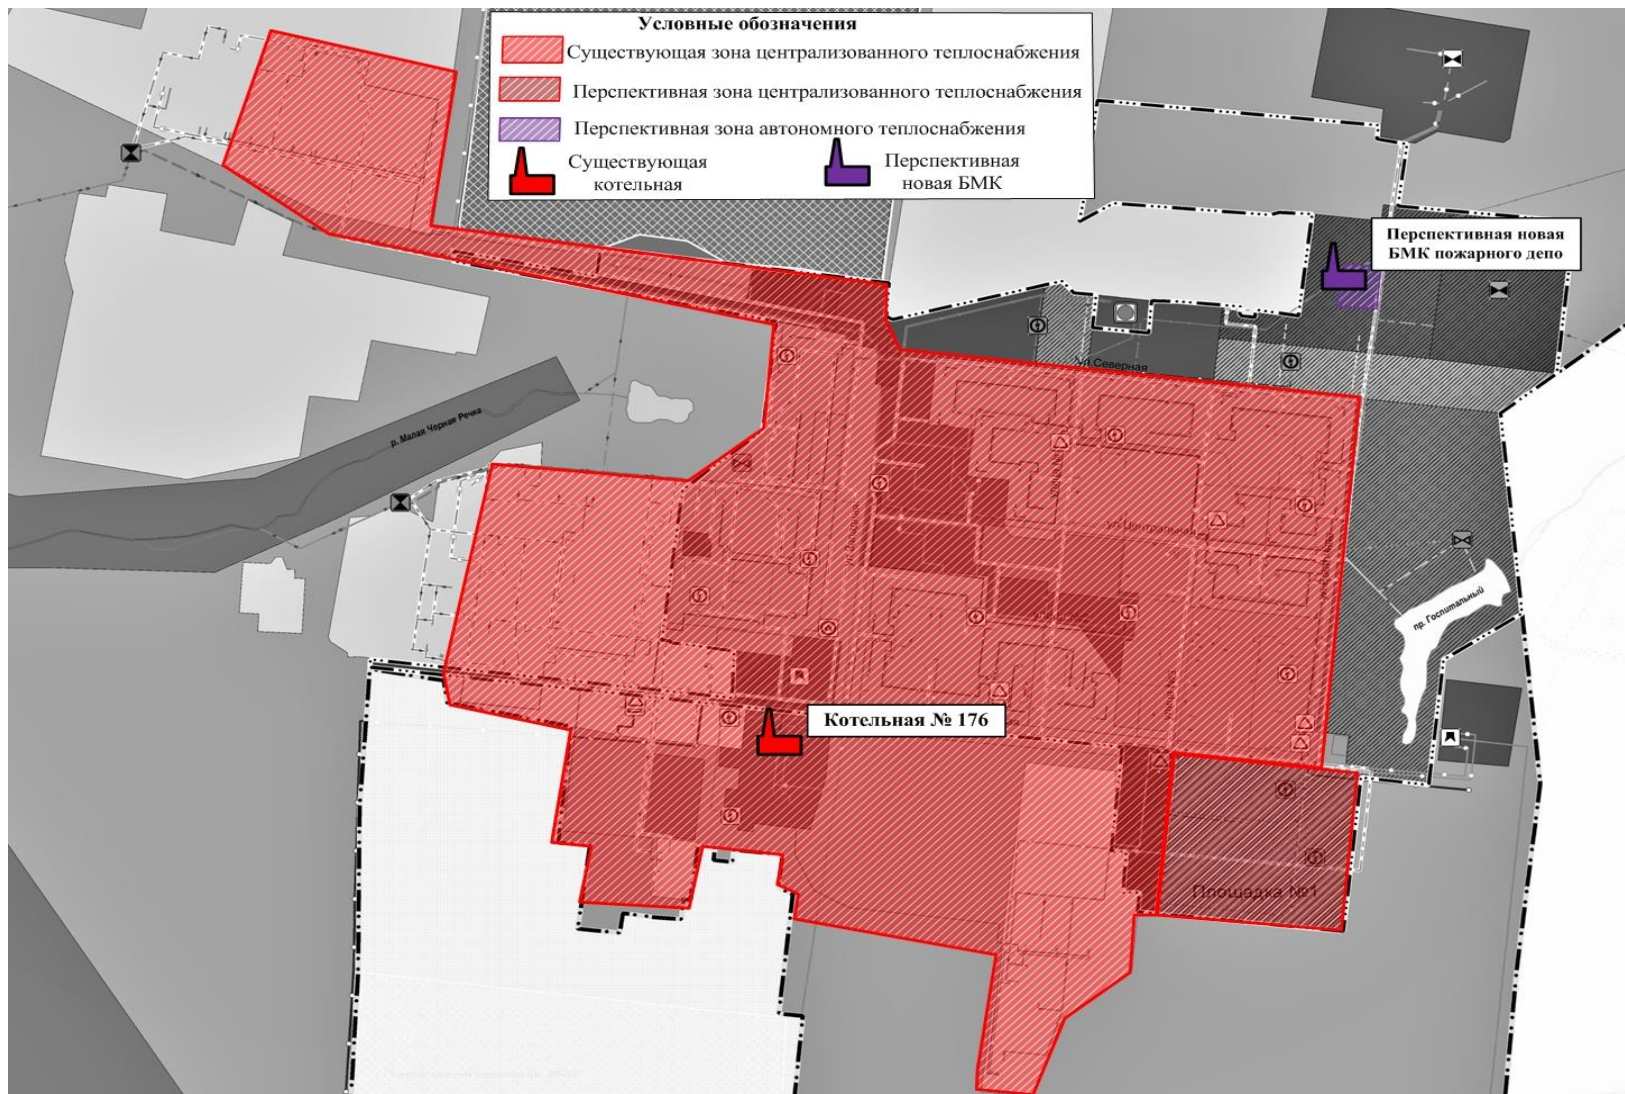 Условные обозначения
Существующая зона централизованного теплоснабжения
Перспективная зона централизованного теплоснабжения
Перспективная зона автономного теплоснабжения
Существующая
котельная
Перспективная
новая БМК
Перспективная новая
БМК пожарного депо
ул.Северная
р. Малая Черная Речка
ул.Центральная
ул.Западная
пр. Госпитальный
Котельная № 176
Площадка №1